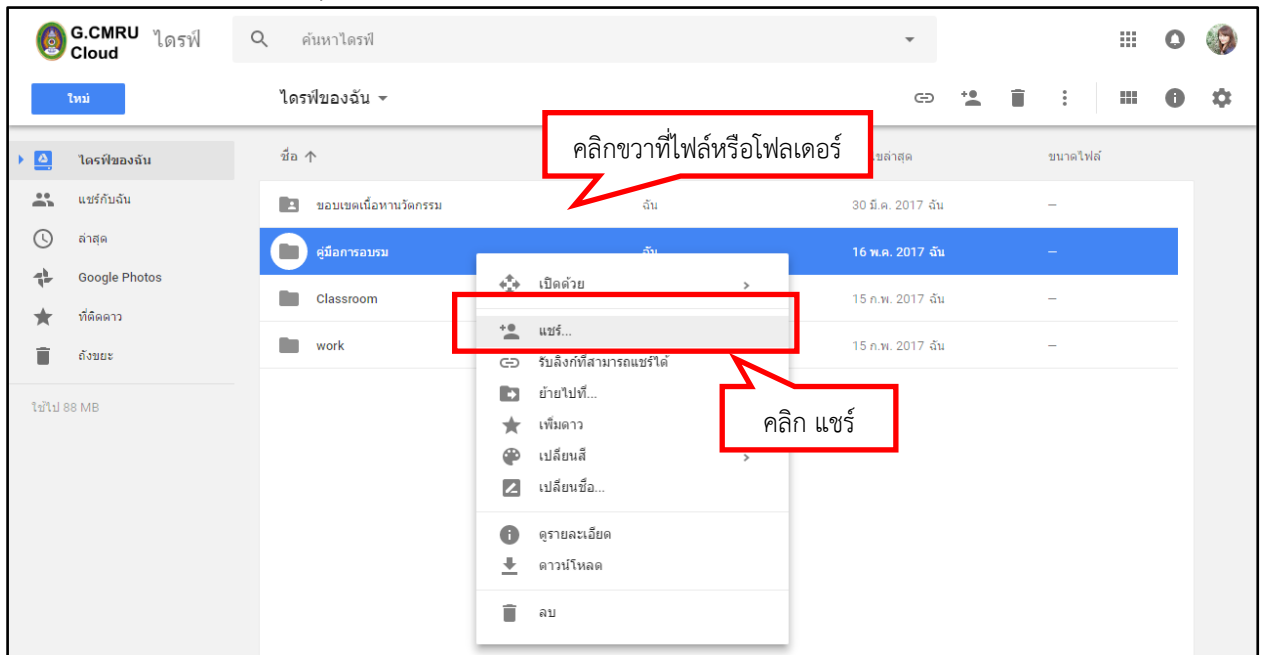 G.CMRU
Cloud
ไดรฟ์
ค้นหาไดรฟ์
ใหม่
ไดรฟ์ของฉัน
ไดรฟ์ของฉัน
แชร์กับฉัน
ล่าสุด
Google Photos
ที่ติดดาว
ถังขยะ
ใช้ไป 88 MB
ชื่อ
คลิกขวาที่ไฟล์หรือโฟลเดอร์
ขนาดไฟล์
ขอบเขตเนื้อหานวัตกรรม ฉัน 30 มี.ค. 2017 ฉัน –
คู่มือการอบรม ฉัน 16 พ.ค. 2017 ฉัน –
Classroom 15 ก.พ. 2017 ฉัน –
work 15 ก.พ. 2017 ฉัน –
เปิดด้วย
แชร์...
รับลิงก์ที่สามารถแชร์ได้
ย้ายไปที่...
เพิ่มดาว
เปลี่ยนสี
เปลี่ยนชื่อ...
ดูรายละเอียด
ดาวน์โหลด
ลบ
คลิก แชร์